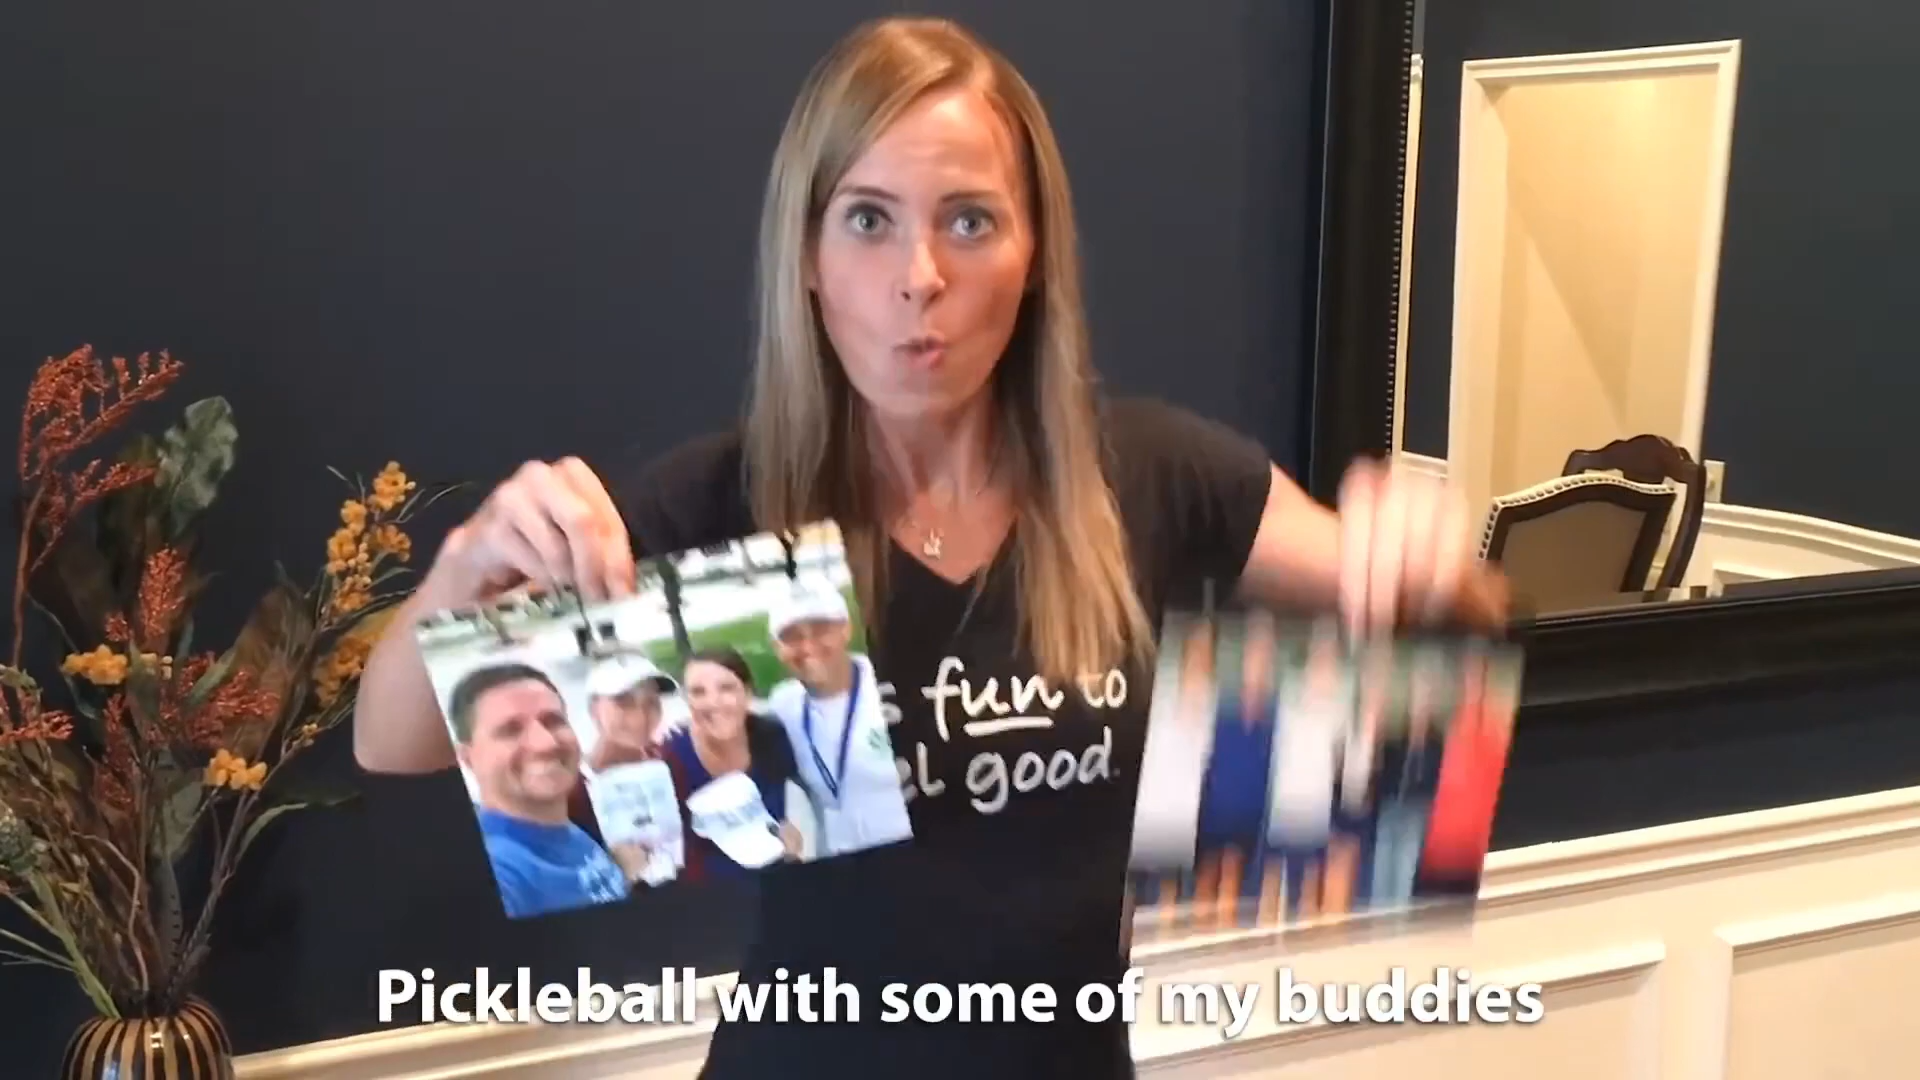 fun to
good.
Pickleball with some of my buddies